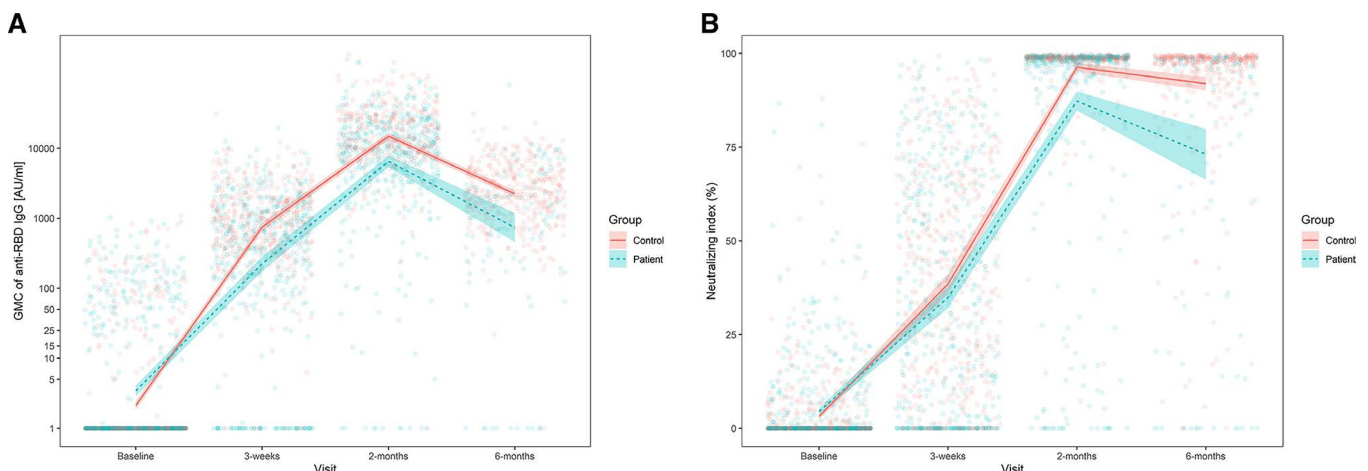 A
GMC of anti-RBD IgG [AU/ml]
10000
1000
100
50
25
15
10
5
1
Baseline
3-weeks
2-months
6-months
Visit
Group
Control
Patient
B
Neutralizing index (%)
100
75
50
25
0
Baseline
3-weeks
2-months
6-months
Visit
Group
Control
Patient